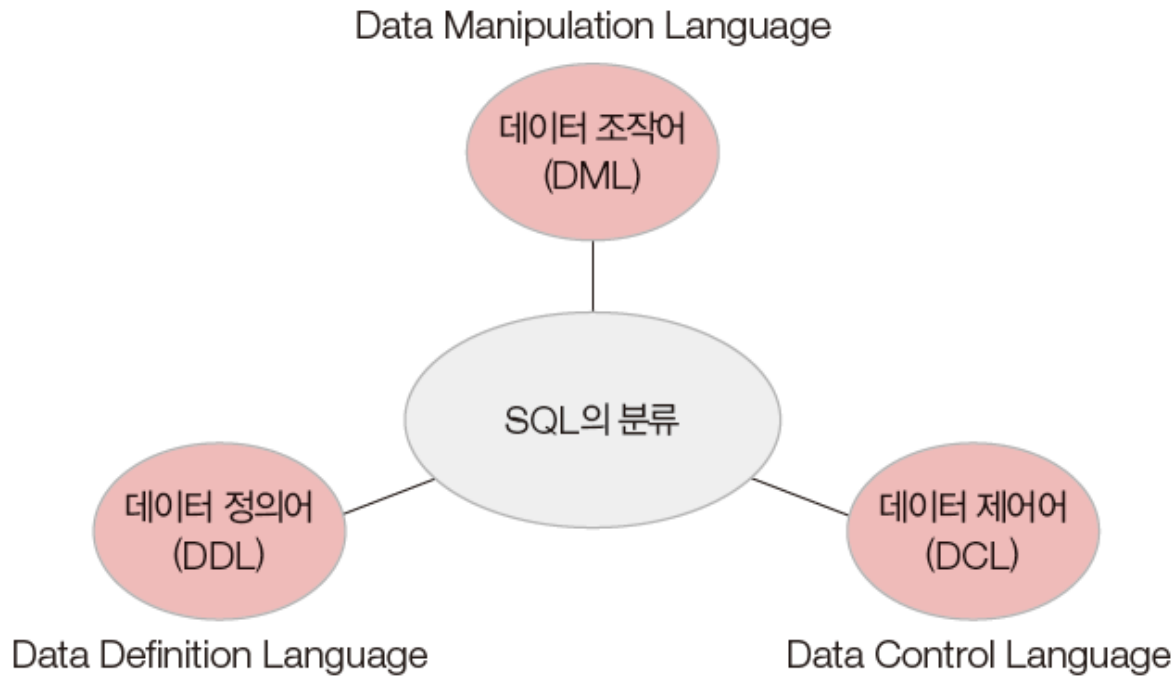 Data Manipulation Language
데이터 조작어
(DML)
SQL의 분류
데이터 정의어
(DDL)
데이터 제어어
(DCL)
Data Definition Language
Data Control Language